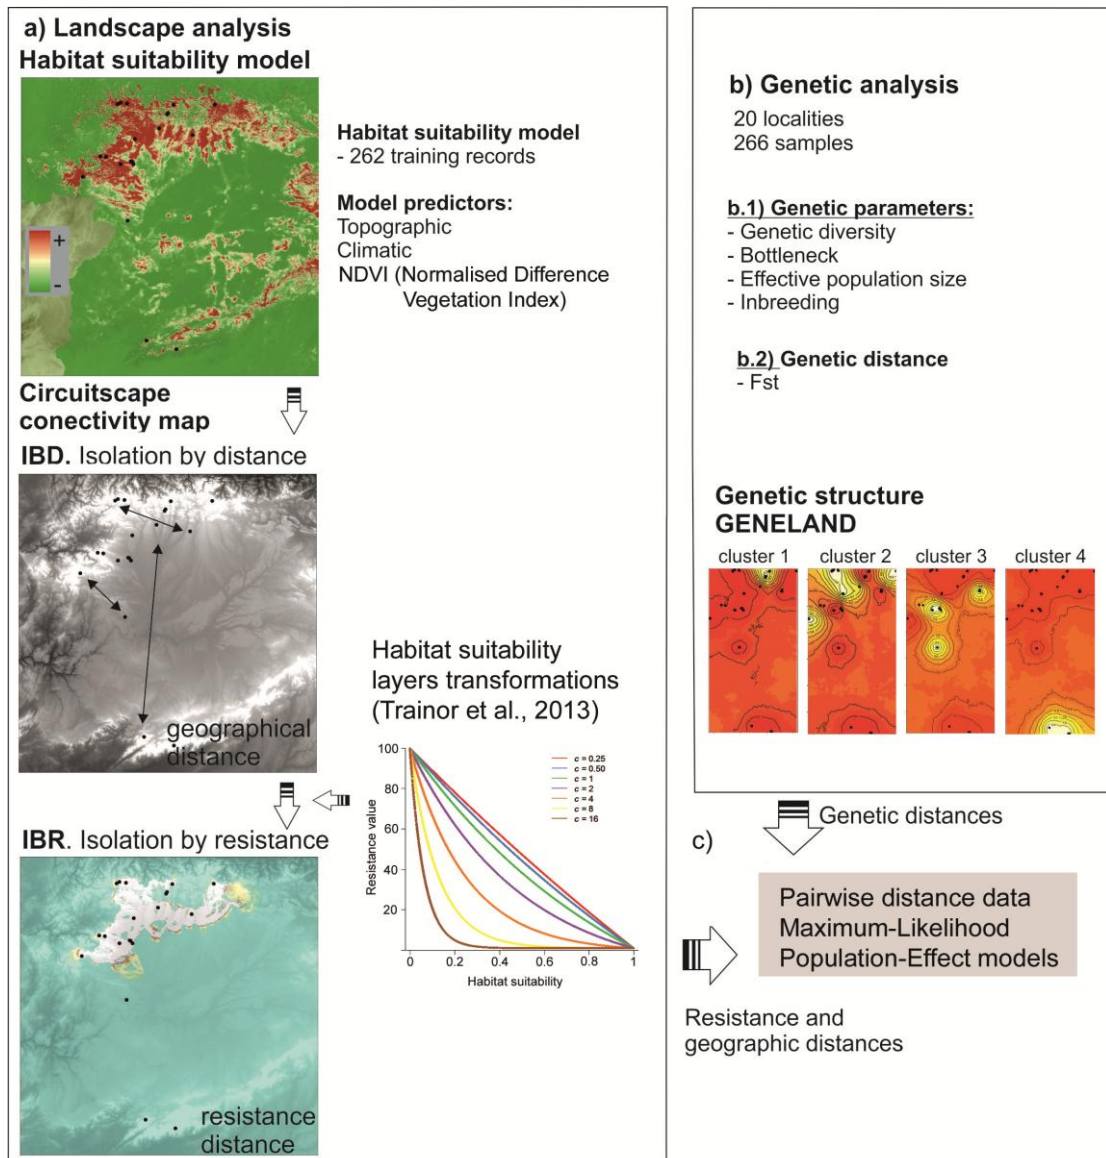 a) Landscape analysis
Habitat suitability model
+
-
Habitat suitability model
- 262 training records
Model predictors:
Topographic
Climatic
NDVI (Normalised Difference
Vegetation Index)
Circuitscape
conectivity map
IBD. Isolation by distance
geographical
distance
IBR. Isolation by resistance
resistance
distance
Habitat suitability
layers transformations
(Trainor et al., 2013)
100
80
60
40
20
0
0.2
0.4
0.6
0.8
1
Resistance value
Habitat suitability
c = 0.25
c = 0.50
c = 1
c = 2
c = 4
c = 8
c = 16
b) Genetic analysis
20 localities
266 samples
b.1) Genetic parameters:
- Genetic diversity
- Bottleneck
- Effective population size
- Inbreeding
b.2) Genetic distance
- Fst
Genetic structure
GENELAND
cluster 1
cluster 2
cluster 3
cluster 4
Genetic distances
c)
Pairwise distance data
Maximum-Likelihood
Population-Effect models
Resistance and
geographic distances